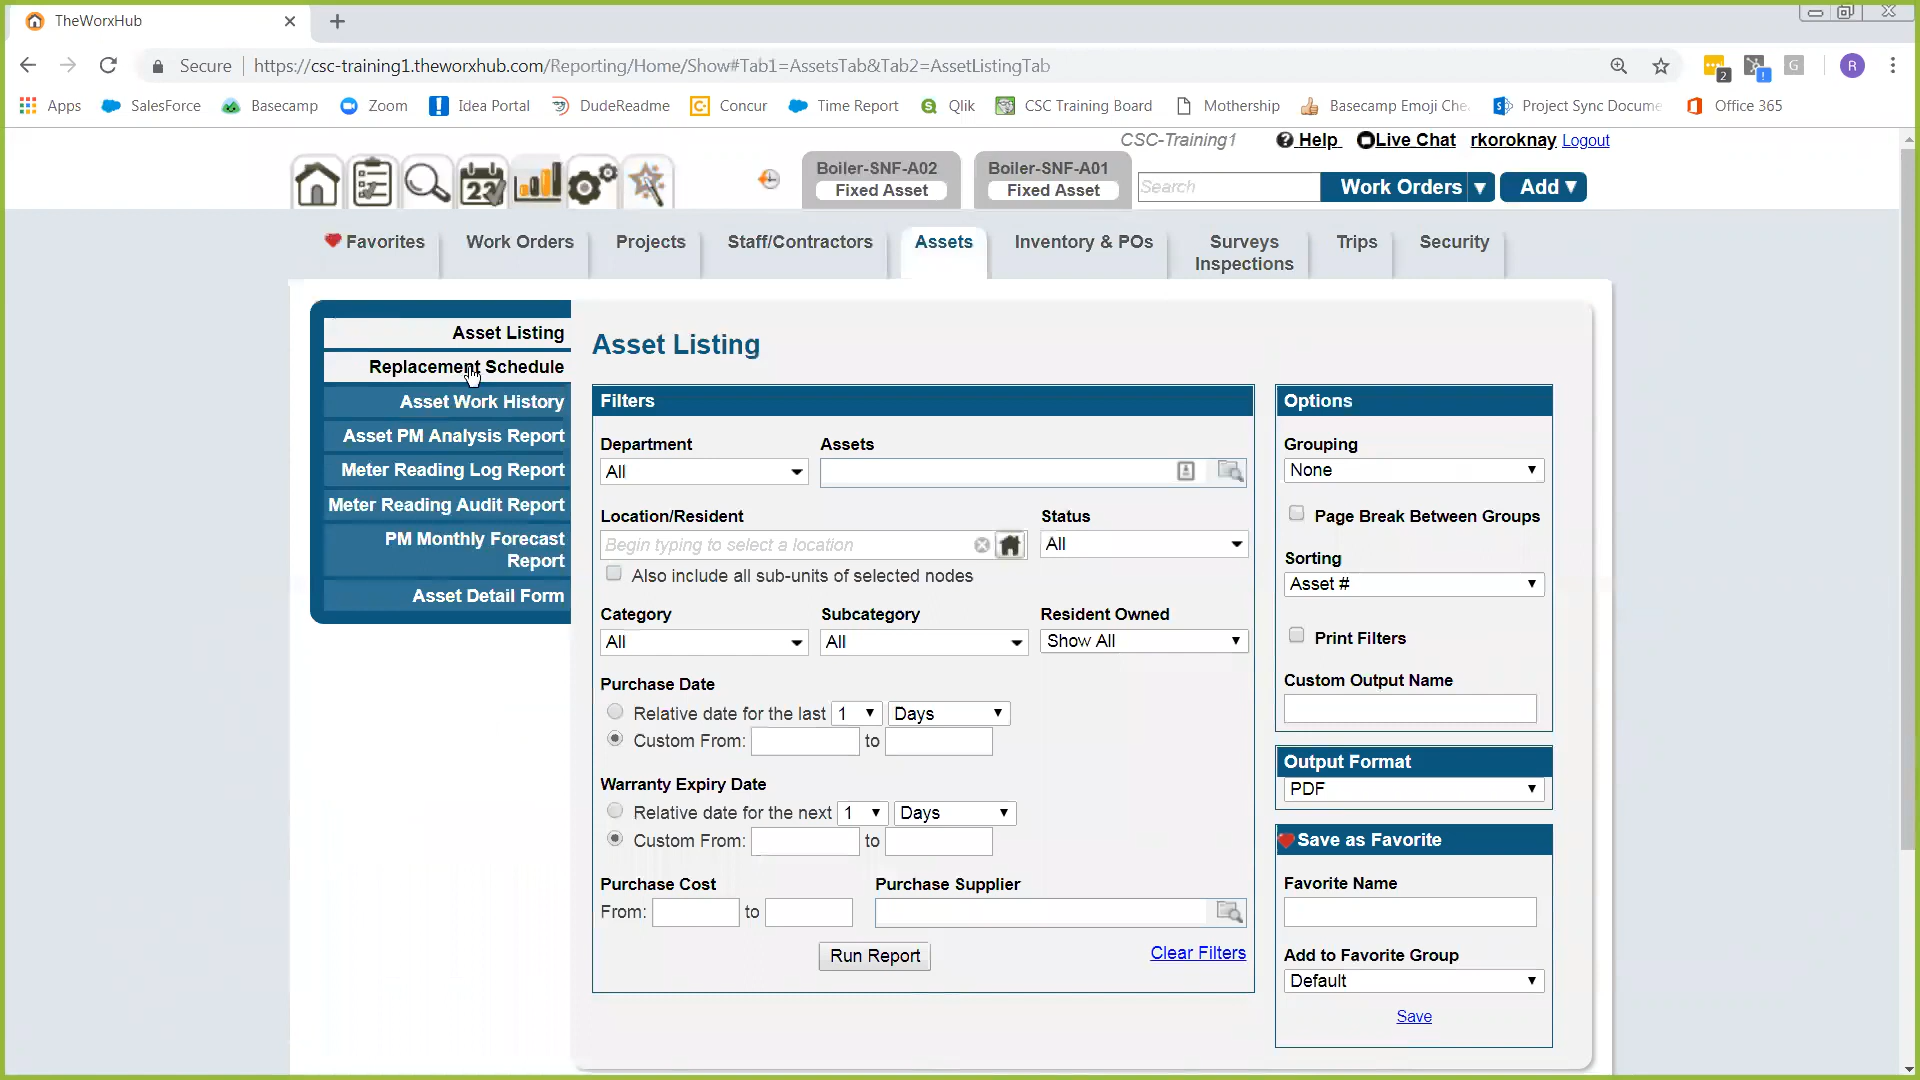 TheWorxHub
Secure
https://csc-training1.theworxhub.com/Reporting/Home/Show#Tab1=AssetsTab&Tab2=AssetListingTab
2
!
G
R
Apps
SalesForce
Basecamp
Zoom
Idea Portal
DudeReadme
Concur
Time Report
Qlik
CSC Training Board
Mothership
Basecamp Emoji Che
Project Sync Docume
Office 365
CSC-Training1
Help
Live Chat
rkoroknay
Logout
23
Boiler-SNF-A02
Fixed Asset
Boiler-SNF-A01
Fixed Asset
Search
Work Orders ▼
Add ▼
Favorites
Work Orders
Projects
Staff/Contractors
Assets
Inventory & POs
Surveys
Inspections
Trips
Security
Asset Listing
Replacement Schedule
Asset Work History
Asset PM Analysis Report
Meter Reading Log Report
Meter Reading Audit Report
PM Monthly Forecast
Report
Asset Detail Form
Asset Listing
Filters
Department
Assets
All
Location/Resident
Status
Begin typing to select a location
All
Also include all sub-units of selected nodes
Category
Subcategory
Resident Owned
All
All
Show All
Purchase Date
Relative date for the last 1 Days
Custom From: to
Warranty Expiry Date
Relative date for the next 1 Days
Custom From: to
Purchase Cost
Purchase Supplier
From: to
Run Report
Clear Filters
Options
Grouping
None
Page Break Between Groups
Sorting
Asset #
Print Filters
Custom Output Name
Output Format
PDF
Save as Favorite
Favorite Name
Add to Favorite Group
Default
Save